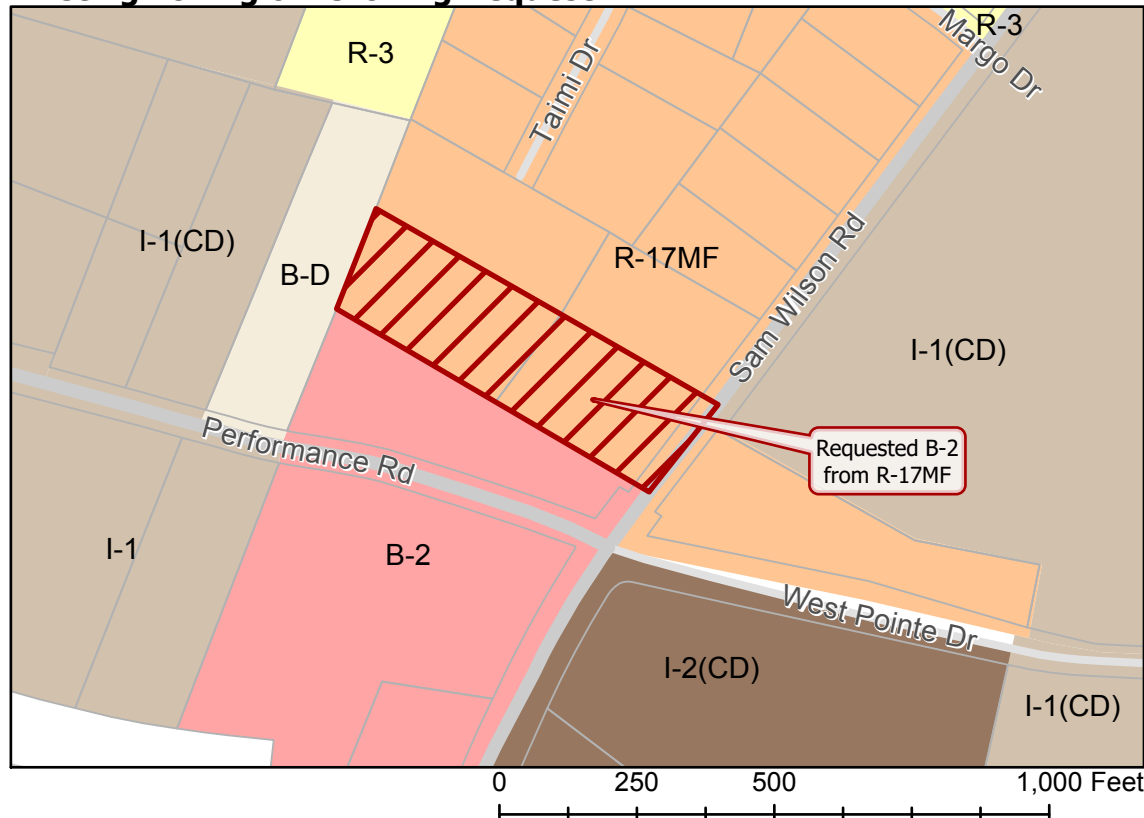 R-3
R-3
Margo Dr
Taimi Dr
I-1(CD)
B-D
R-17MF
Sam Wilson Rd
I-1(CD)
Performance Rd
Requested B-2
from R-17MF
I-1
B-2
West Pointe Dr
I-2(CD)
I-1(CD)
0 250 500 1,000 Feet